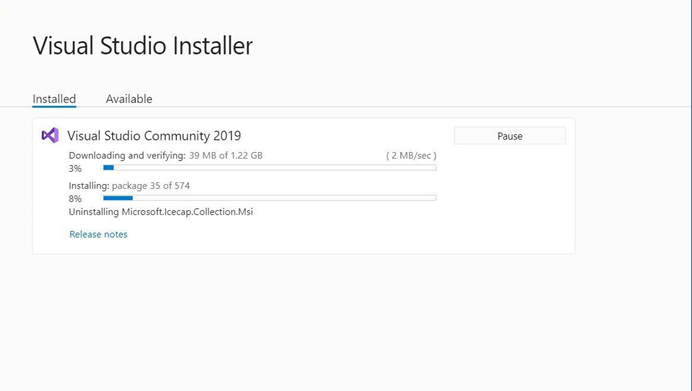 Visual Studio Installer
Installed Available
Visual Studio Community 2019 Pause
Downloading and verifying: 39 MB of 1.22 GB ( 2 MB/sec )
3%
Installing: package 35 of 574
8%
Uninstalling Microsoft.Icecap.Collection.Msi
Release notes